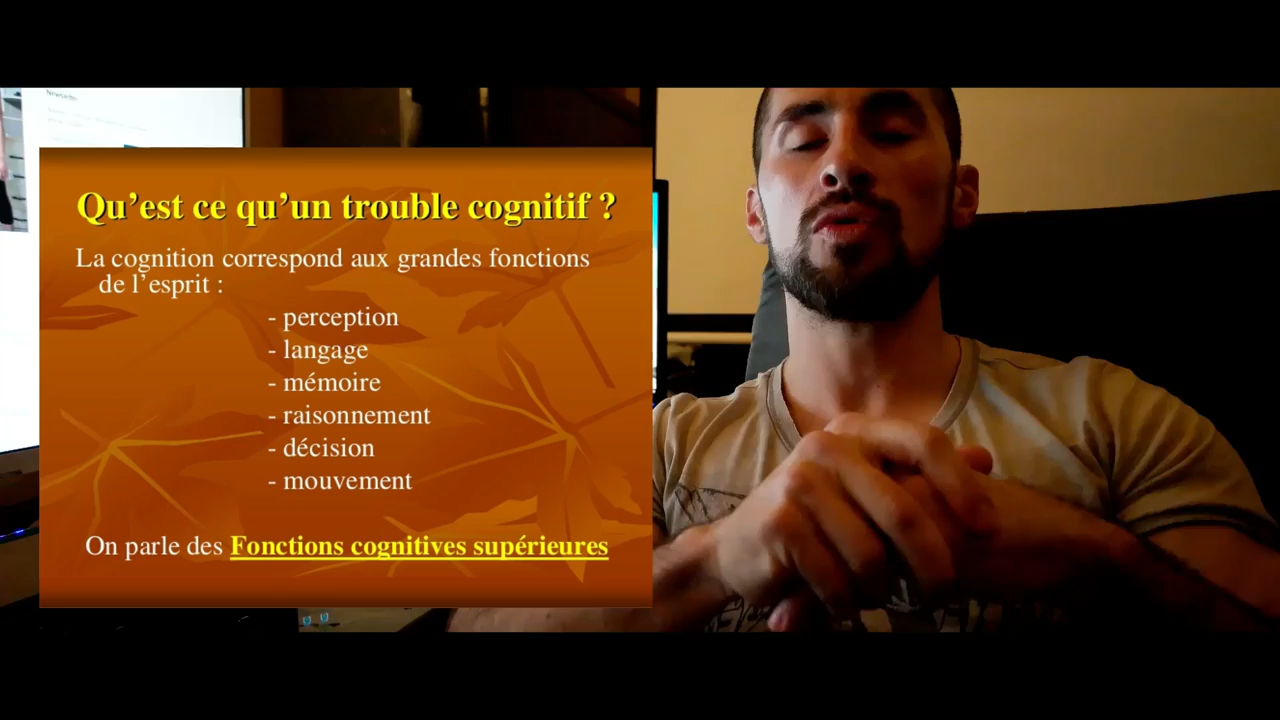 Newsletter
Qu'est ce qu'un trouble cognitif ?
La cognition correspond aux grandes fonctions
de l'esprit :
- perception
- langage
- mémoire
- raisonnement
- décision
- mouvement
On parle des Fonctions cognitives supérieures